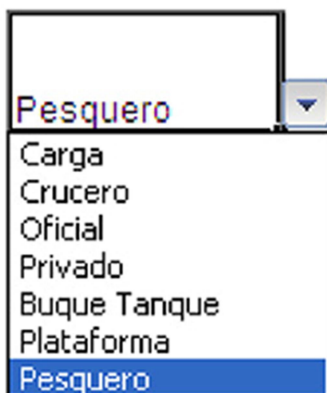 Pesquero
Carga
Crucero
Oficial
Privado
Buque Tanque
Plataforma
Pesquero